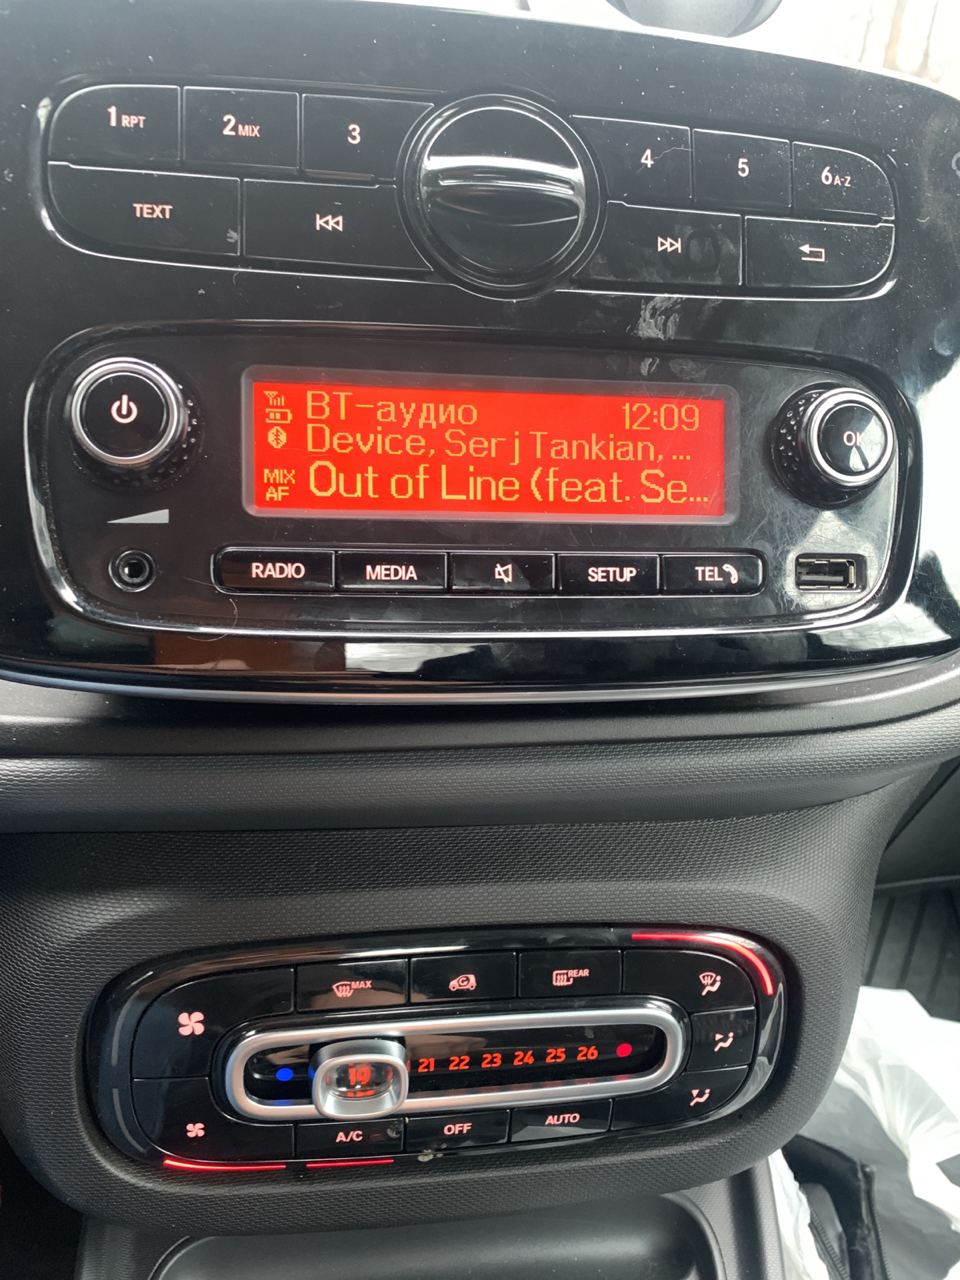 1 RPT
2 MIX
3
4
5
6 A-Z
TEXT
BT-аудио 12:09
Device, Serj Tankian, ...
MIX
AF
Out of Line (feat. Se...
OK
RADIO
MEDIA
SETUP
TEL
MAX
REAR
19
21 22 23 24 25 26
A/C
OFF
AUTO